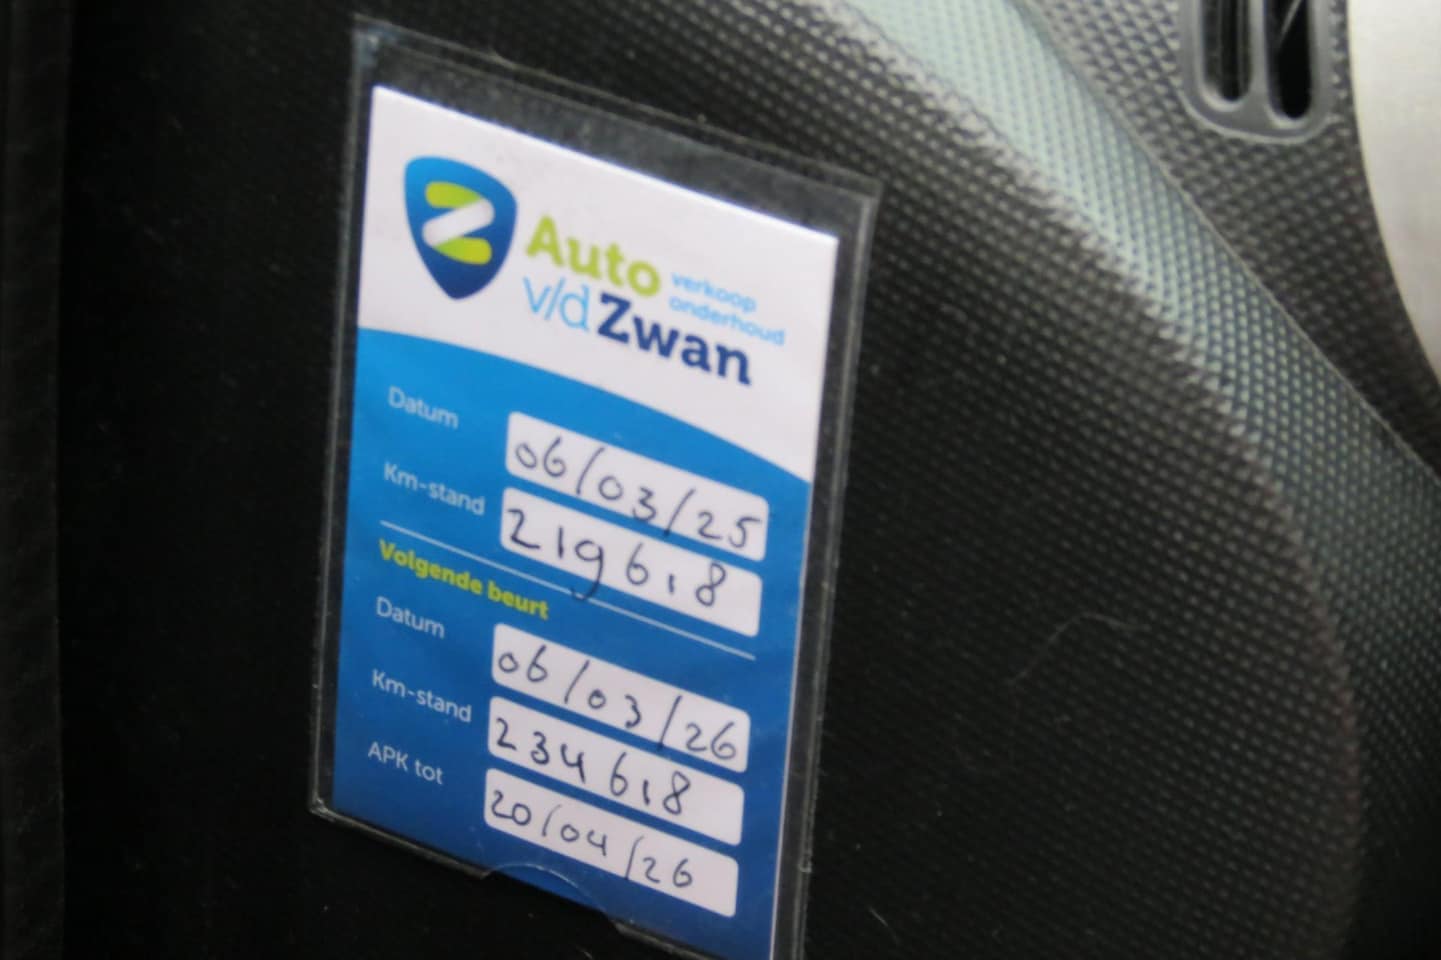 Auto verkoop
v/d Zwan onderhoud
Datum 06/03/25
Km-stand 219618
Volgende beurt
Datum 06/03/26
Km-stand 234618
APK tot 20/04/26